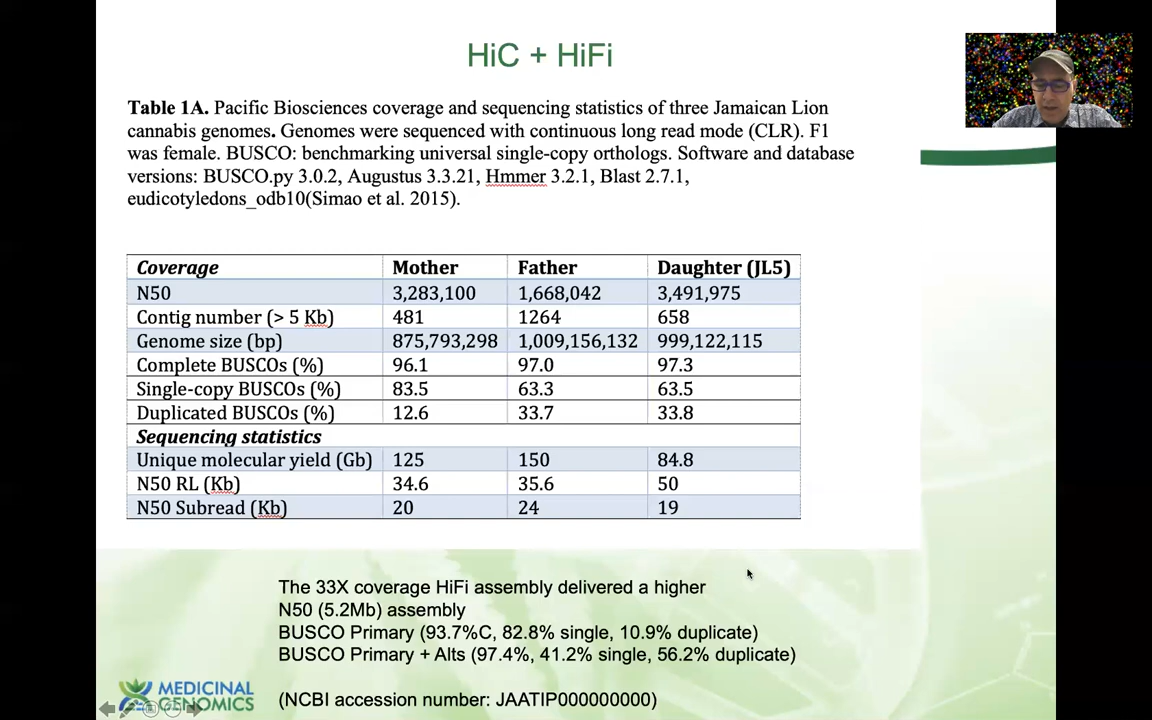 HiC + HiFi
Table 1A. Pacific Biosciences coverage and sequencing statistics of three Jamaican Lion
cannabis genomes. Genomes were sequenced with continuous long read mode (CLR). F1
was female. BUSCO: benchmarking universal single-copy orthologs. Software and database
versions: BUSCO.py 3.0.2, Augustus 3.3.21, Hmmer 3.2.1, Blast 2.7.1,
eudicotyledons_odb10(Simao et al. 2015).
Coverage Mother Father Daughter (JL5)
N50 3,283,100 1,668,042 3,491,975
Contig number (> 5 Kb) 481 1264 658
Genome size (bp) 875,793,298 1,009,156,132 999,122,115
Complete BUSCOs (%) 96.1 97.0 97.3
Single-copy BUSCOs (%) 83.5 63.3 63.5
Duplicated BUSCOs (%) 12.6 33.7 33.8
Sequencing statistics
Unique molecular yield (Gb) 125 150 84.8
N50 RL (Kb) 34.6 35.6 50
N50 Subread (Kb) 20 24 19
The 33X coverage HiFi assembly delivered a higher
N50 (5.2Mb) assembly
BUSCO Primary (93.7%C, 82.8% single, 10.9% duplicate)
BUSCO Primary + Alts (97.4%, 41.2% single, 56.2% duplicate)
(NCBI accession number: JAATIP000000000)
MEDICINAL
GENOMICS